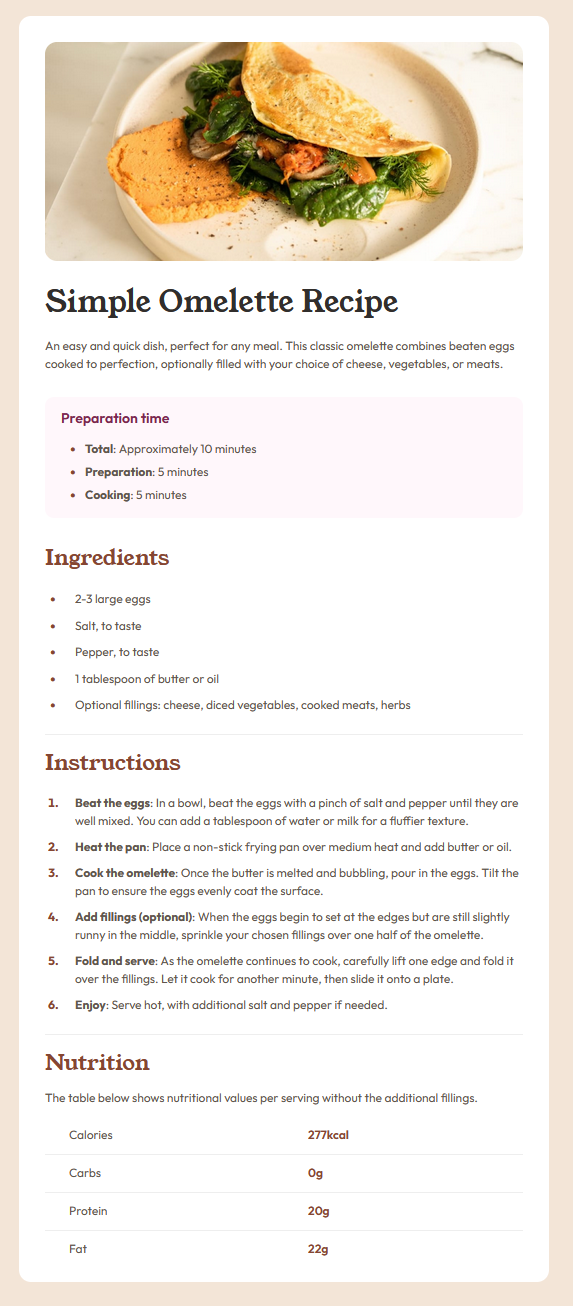 Simple Omelette Recipe
An easy and quick dish, perfect for any meal. This classic omelette combines beaten eggs
cooked to perfection, optionally filled with your choice of cheese, vegetables, or meats.
Preparation time
• Total: Approximately 10 minutes
• Preparation: 5 minutes
• Cooking: 5 minutes
Ingredients
• 2-3 large eggs
• Salt, to taste
• Pepper, to taste
• 1 tablespoon of butter or oil
• Optional fillings: cheese, diced vegetables, cooked meats, herbs
Instructions
1. Beat the eggs: In a bowl, beat the eggs with a pinch of salt and pepper until they are
well mixed. You can add a tablespoon of water or milk for a fluffier texture.
2. Heat the pan: Place a non-stick frying pan over medium heat and add butter or oil.
3. Cook the omelette: Once the butter is melted and bubbling, pour in the eggs. Tilt the
pan to ensure the eggs evenly coat the surface.
4. Add fillings (optional): When the eggs begin to set at the edges but are still slightly
runny in the middle, sprinkle your chosen fillings over one half of the omelette.
5. Fold and serve: As the omelette continues to cook, carefully lift one edge and fold it
over the fillings. Let it cook for another minute, then slide it onto a plate.
6. Enjoy: Serve hot, with additional salt and pepper if needed.
Nutrition
The table below shows nutritional values per serving without the additional fillings.
Calories 277kcal
Carbs 0g
Protein 20g
Fat 22g